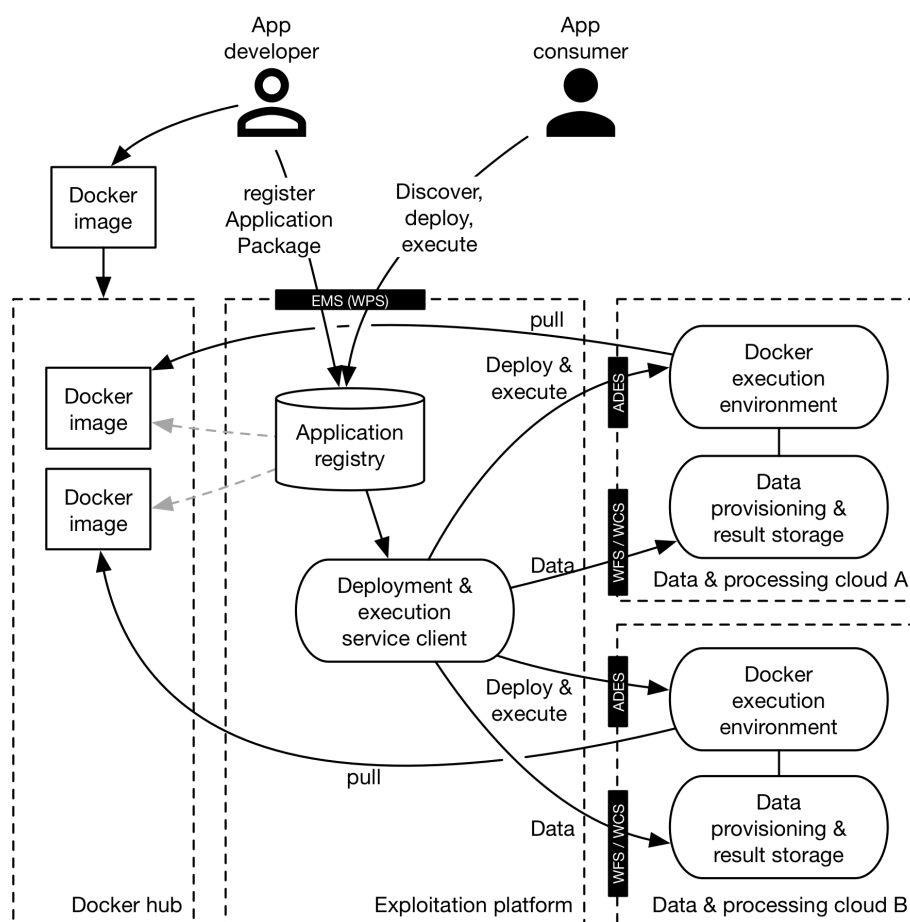 App
developer
App
consumer
Docker
image
register
Application
Package
Discover,
deploy,
execute
EMS (WPS)
pull
Docker
execution
environment
Deploy &
execute
ADES
Docker
image
Application
registry
Docker
image
Data
provisioning &
result storage
WFS / WCS
Data
Data & processing cloud A
Deployment &
execution
service client
Docker
execution
environment
ADES
Deploy &
execute
pull
Data
provisioning &
result storage
Data
WFS / WCS
Docker hub
Exploitation platform
Data & processing cloud B